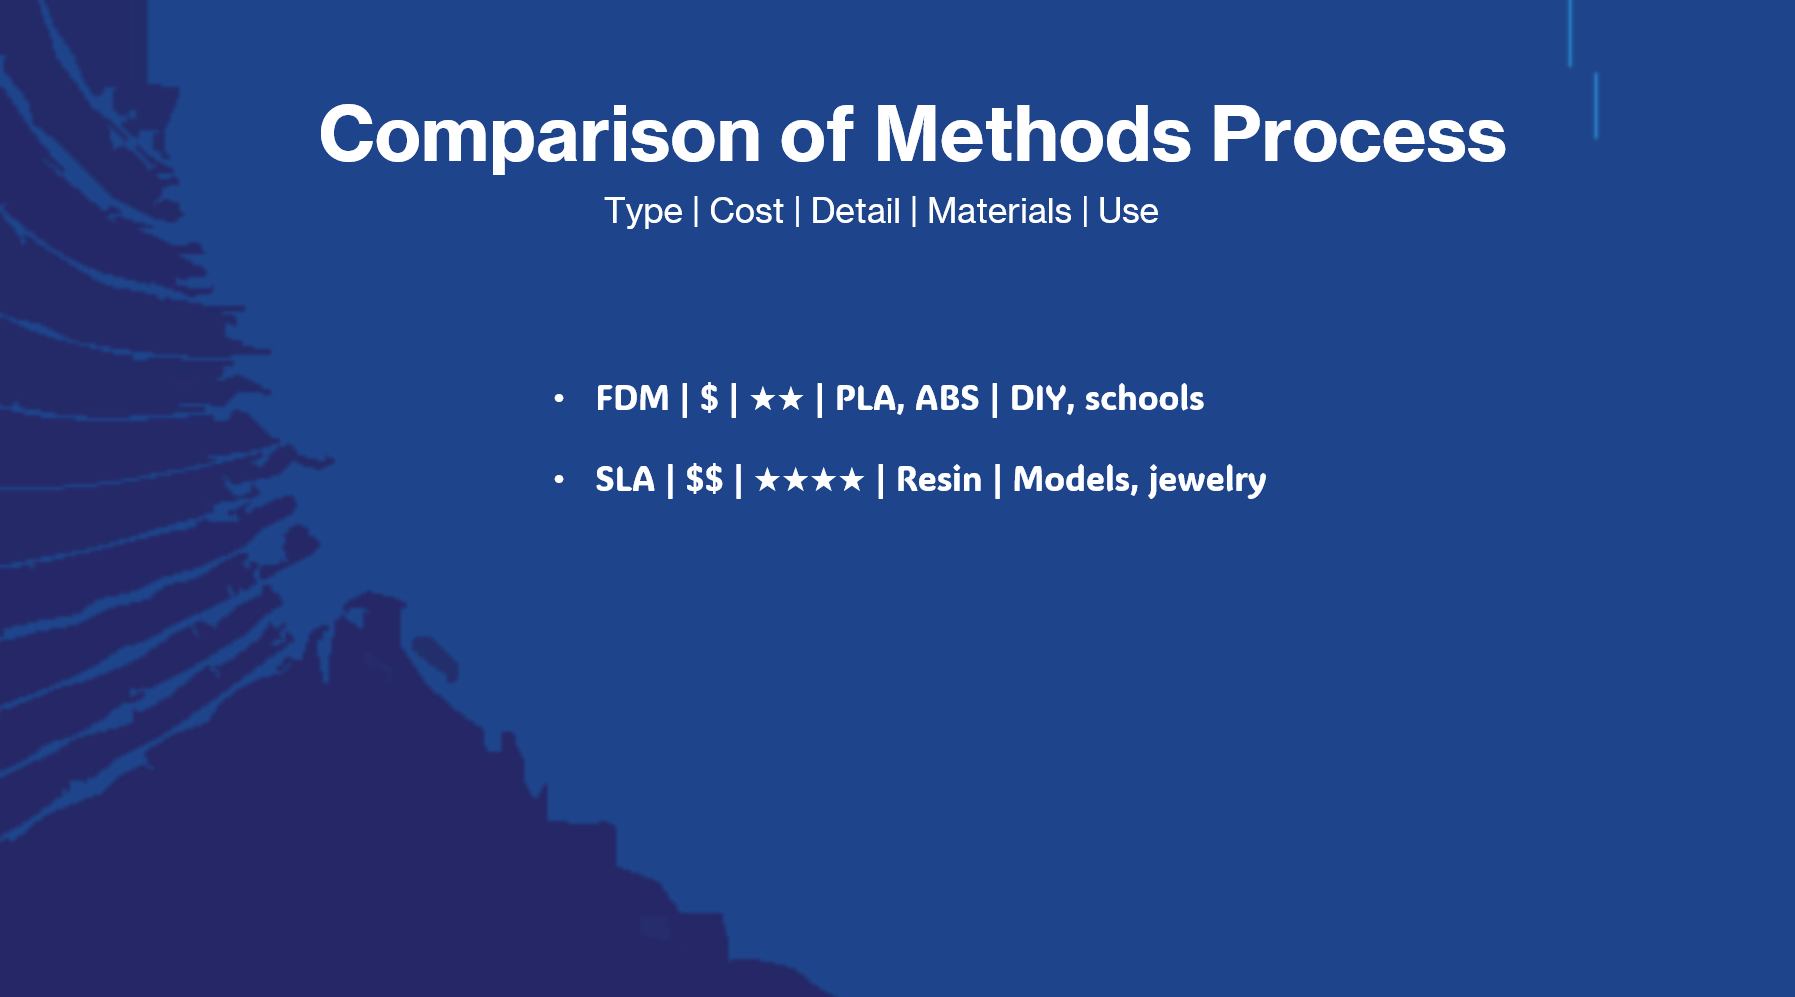 Comparison of Methods Process
Type | Cost | Detail | Materials | Use
• FDM | $ | ★★ | PLA, ABS | DIY, schools
• SLA | $$ | ★★★★ | Resin | Models, jewelry